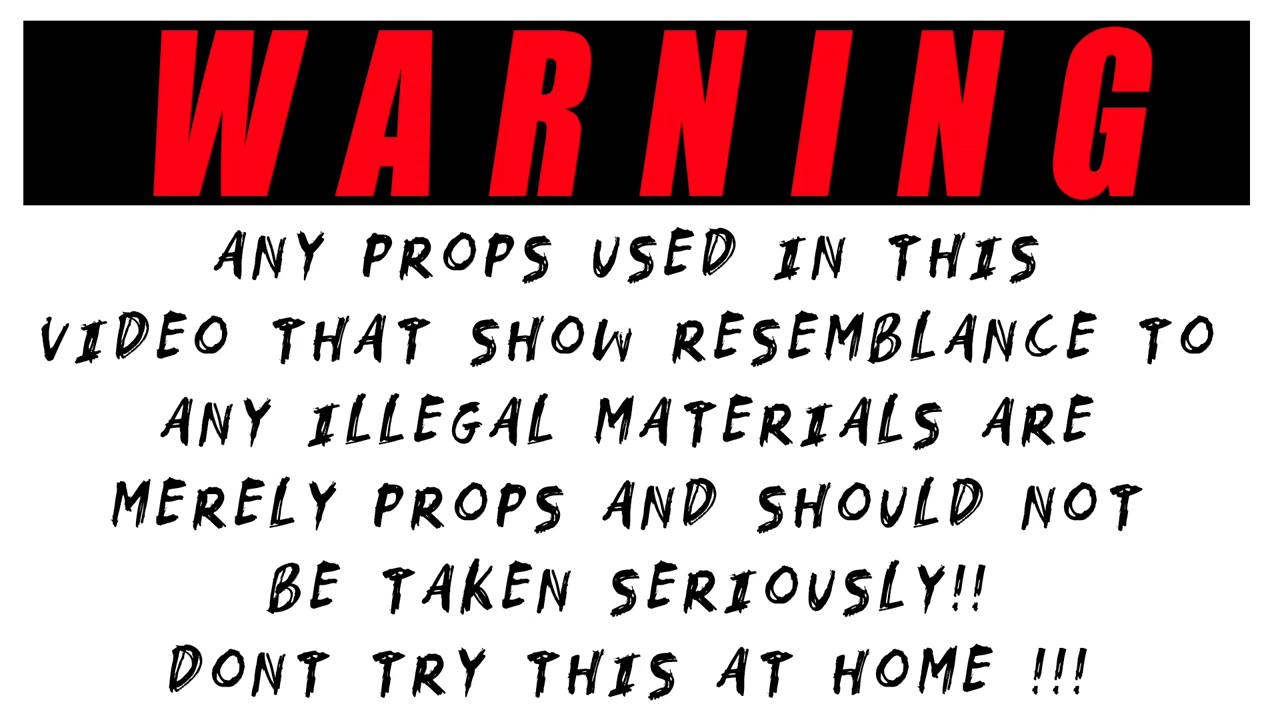 WARNING
ANY PROPS USED IN THIS
VIDEO THAT SHOW RESEMBLANCE TO
ANY ILLEGAL MATERIALS ARE
MERELY PROPS AND SHOULD NOT
BE TAKEN SERIOUSLY!!
DONT TRY THIS AT HOME !!!